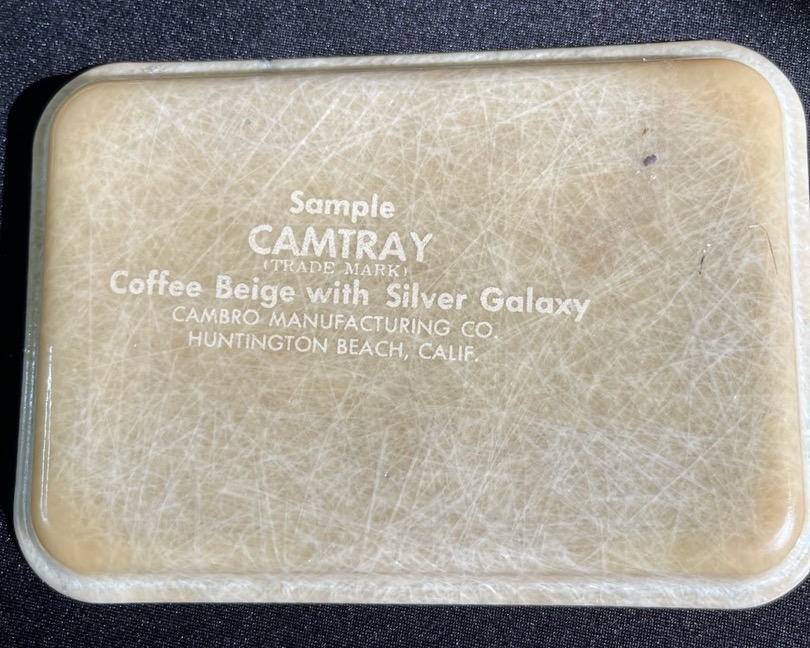 Sample
CAMTRAY
(TRADE MARK)
Coffee Beige with Silver Galaxy
CAMBRO MANUFACTURING CO.
HUNTINGTON BEACH, CALIF.